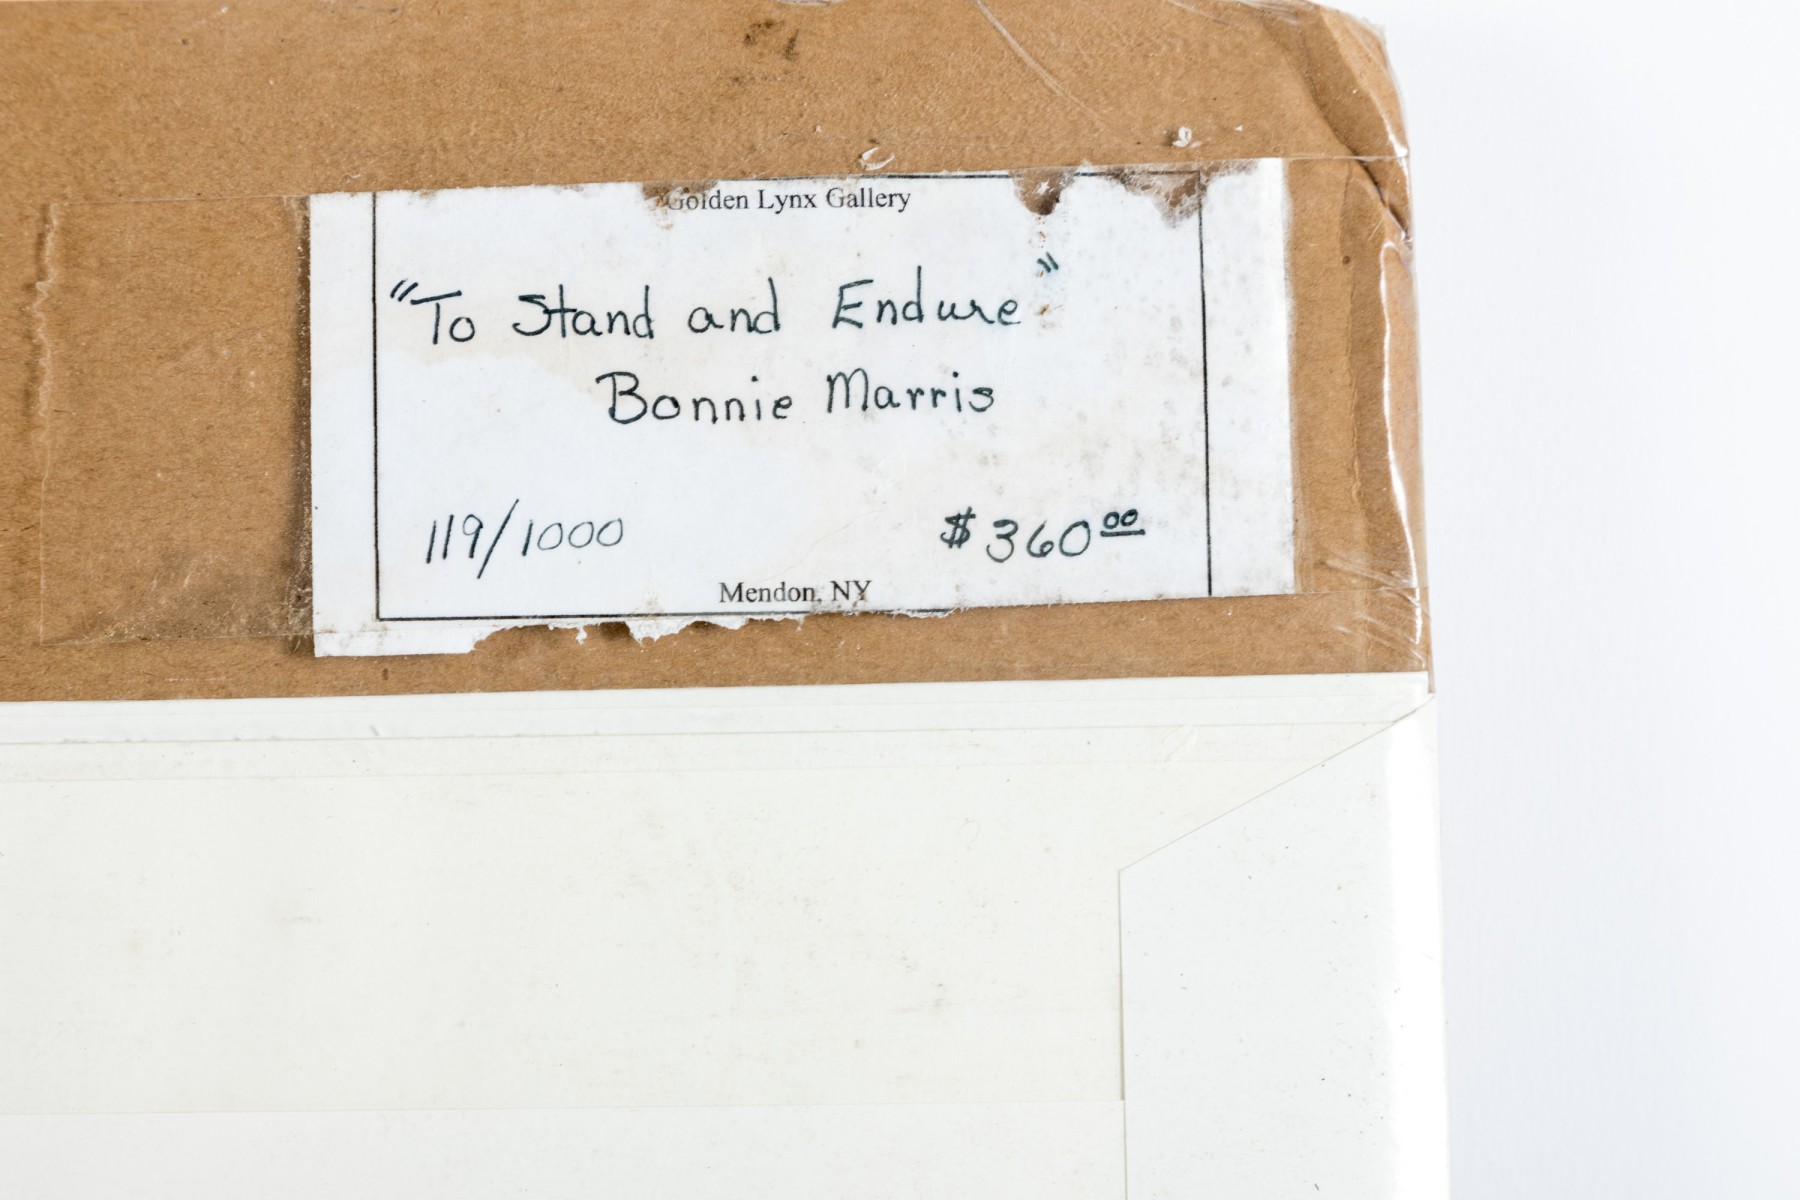 Golden Lynx Gallery
"To Stand and Endure"
Bonnie Marris
119/1000 $360.00
Mendon, NY